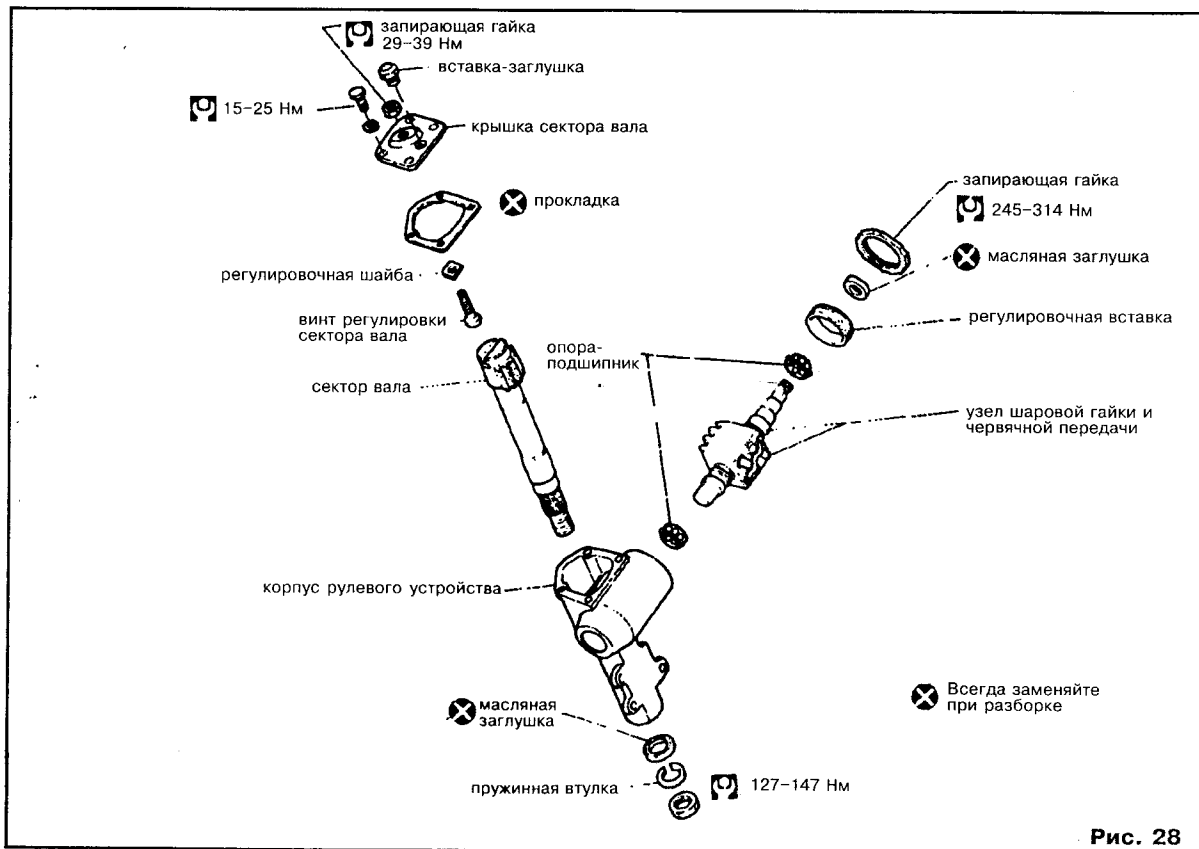 запирающая гайка
29-39 Нм
вставка-заглушка
15-25 Нм
крышка сектора вала
прокладка
запирающая гайка
245-314 Нм
масляная заглушка
регулировочная шайба
винт регулировки
сектора вала
регулировочная вставка
опора-
подшипник
сектор вала
узел шаровой гайки и
червячной передачи
корпус рулевого устройства
Всегда заменяйте
при разборке
масляная
заглушка
пружинная втулка
127-147 Нм
Рис. 28